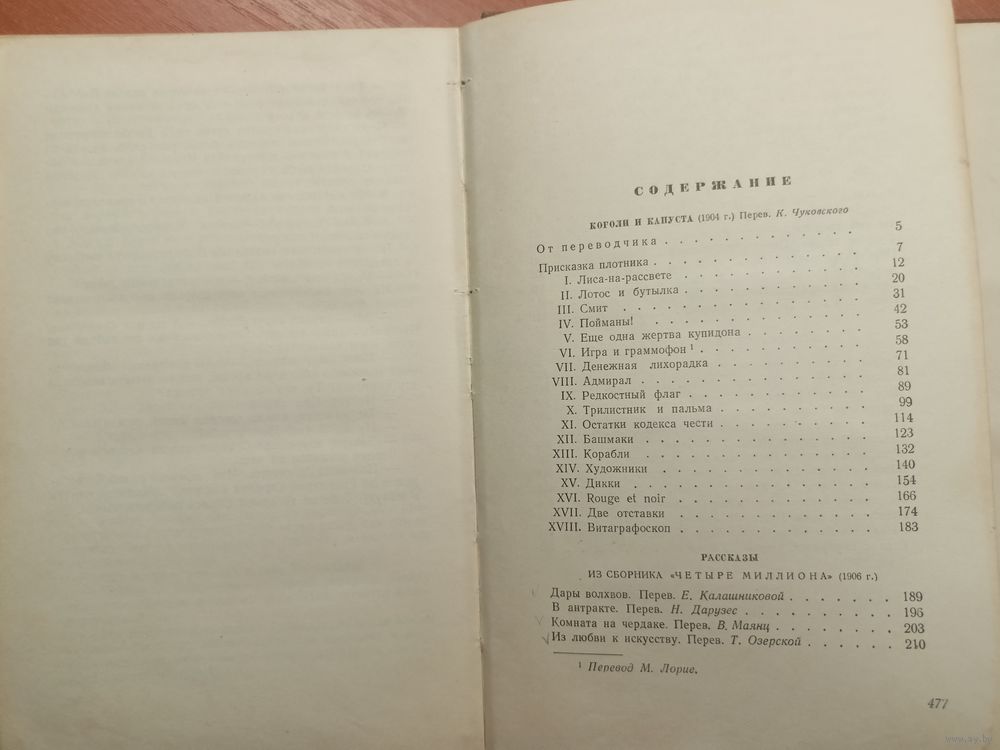 СОДЕРЖАНИЕ
КОРОЛИ И КАПУСТА (1904 г.) Перев. К. Чуковского
От переводчика . . . . . . . . . . . . 5
Присказка плотника . . . . . . . . . . . . 7
I. Лиса-на-рассвете . . . . . . . . . . . 12
II. Лотос и бутылка . . . . . . . . . . . 20
III. Смит . . . . . . . . . . . . . 31
IV. Пойманы! . . . . . . . . . . . . 42
V. Еще одна жертва купидона . . . . . . . . 53
VI. Игра и граммофон ¹ . . . . . . . . . . 58
VII. Денежная лихорадка . . . . . . . . . 71
VIII. Адмирал . . . . . . . . . . . . . 81
IX. Редкостный флаг . . . . . . . . . . . 89
X. Трилистник и пальма . . . . . . . . . 99
XI. Остатки кодекса чести . . . . . . . . . 114
XII. Башмаки . . . . . . . . . . . . . 123
XIII. Корабли . . . . . . . . . . . . . 132
XIV. Художники . . . . . . . . . . . . 140
XV. Дикки . . . . . . . . . . . . . 154
XVI. Rouge et noir . . . . . . . . . . . 166
XVII. Две отставки . . . . . . . . . . . 174
XVIII. Витаграфоскоп . . . . . . . . . . . 183
РАССКАЗЫ
ИЗ СБОРНИКА «ЧЕТЫРЕ МИЛЛИОНА» (1906 г.)
Дары волхвов. Перев. Е. Калашниковой . . . . . . . 189
В антракте. Перев. Н. Дарузес . . . . . . . . . . 196
Комната на чердаке. Перев. В. Маянц . . . . . . . . 203
Из любви к искусству. Перев. Т. Озерской . . . . . . 210
¹ Перевод М. Лорие.
477
www.ay.by